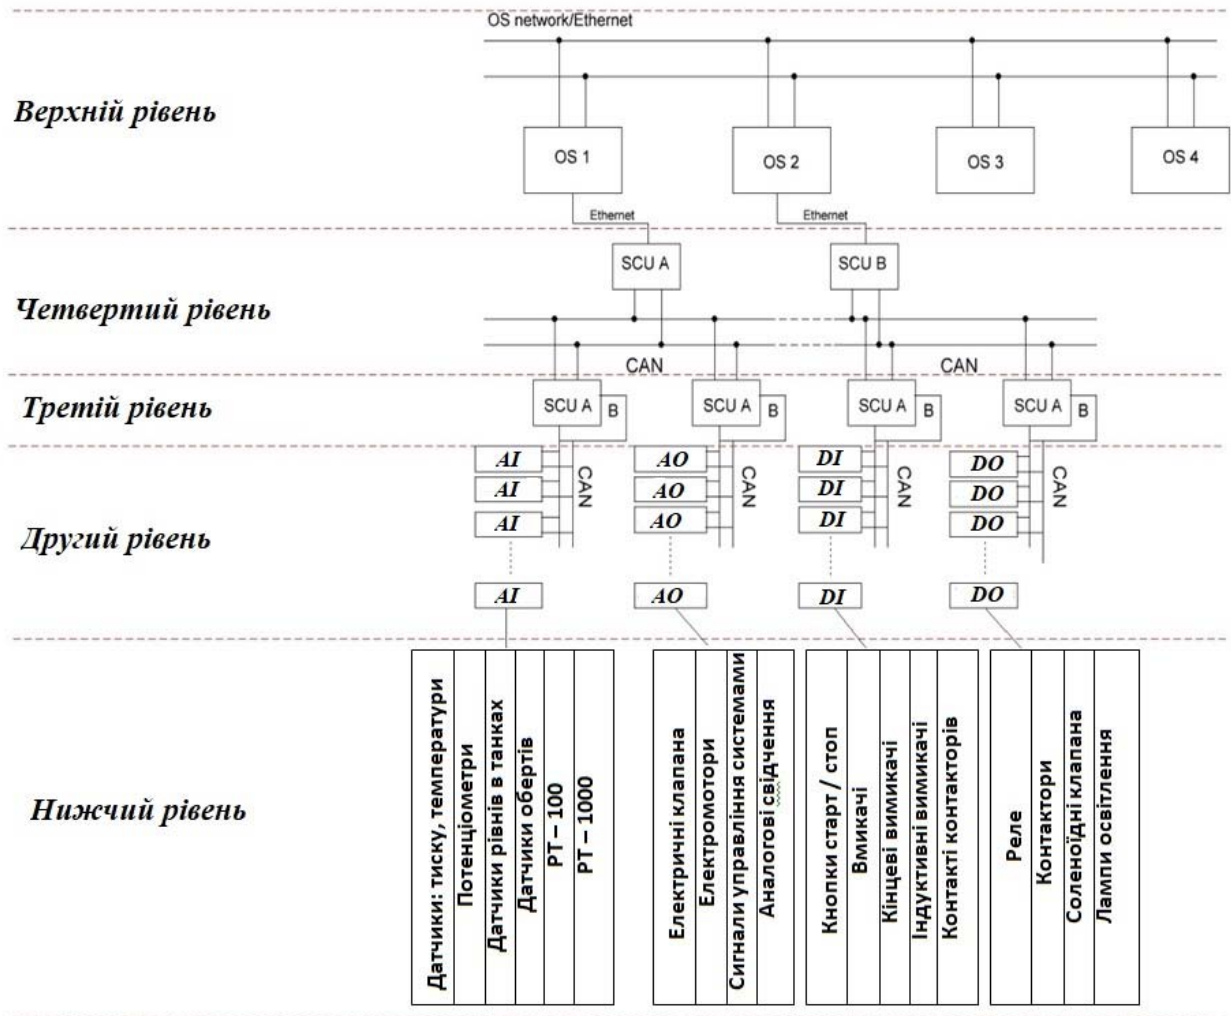 OS network/Ethernet
Верхній рівень
OS 1
OS 2
OS 3
OS 4
Ethernet
Ethernet
SCU A
SCU B
Четвертий рівень
CAN
CAN
Третій рівень
SCU A
B
SCU A
B
SCU A
B
SCU A
B
Другий рівень
AI
AI
AI
AI
CAN
AO
AO
AO
AO
CAN
DI
DI
DI
DI
CAN
DO
DO
DO
DO
CAN
Нижчий рівень
Датчики: тиску, температури
Потенціометри
Датчики рівнів в танках
Датчики обертів
PT – 100
PT – 1000
Електричні клапана
Електромотори
Сигнали управління системами
Аналогові свідчення
Кнопки старт / стоп
Вмикачі
Кінцеві вимикачі
Індуктивні вимикачі
Контакті контакторів
Реле
Контактори
Соленоїдні клапана
Лампи освітлення